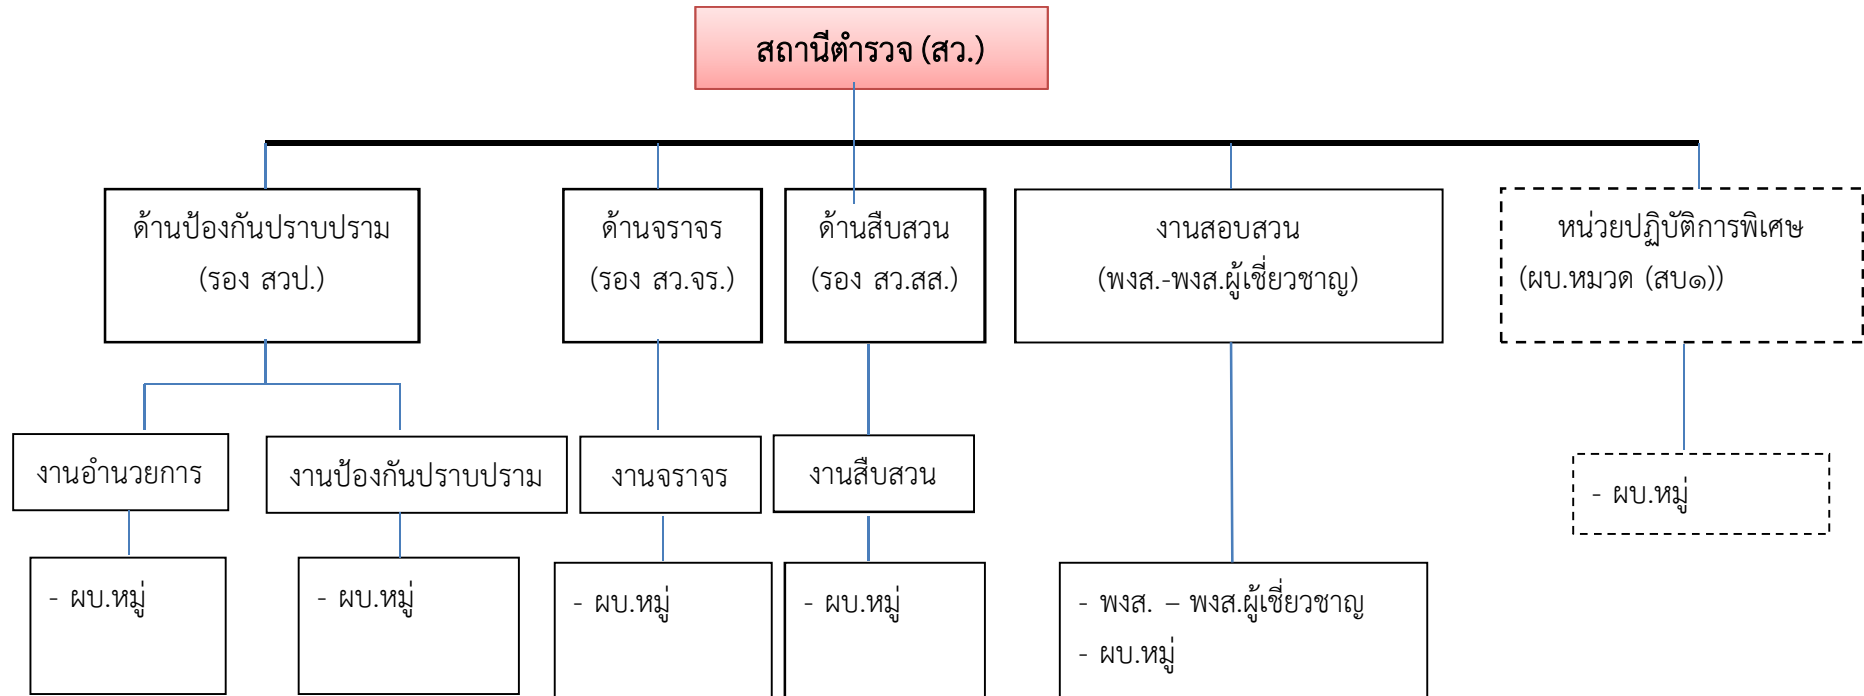 สถานีตำรวจ (สว.)
ด้านป้องกันปราบปราม
(รอง สวป.)
ด้านจราจร
(รอง สว.จร.)
ด้านสืบสวน
(รอง สว.สส.)
งานสอบสวน
(พงส.-พงส.ผู้เชี่ยวชาญ)
หน่วยปฏิบัติการพิเศษ
(ผบ.หมวด (สบ๑))
งานอำนวยการ
งานป้องกันปราบปราม
งานจราจร
งานสืบสวน
- ผบ.หมู่
- ผบ.หมู่
- ผบ.หมู่
- ผบ.หมู่
- ผบ.หมู่
- พงส. – พงส.ผู้เชี่ยวชาญ
- ผบ.หมู่